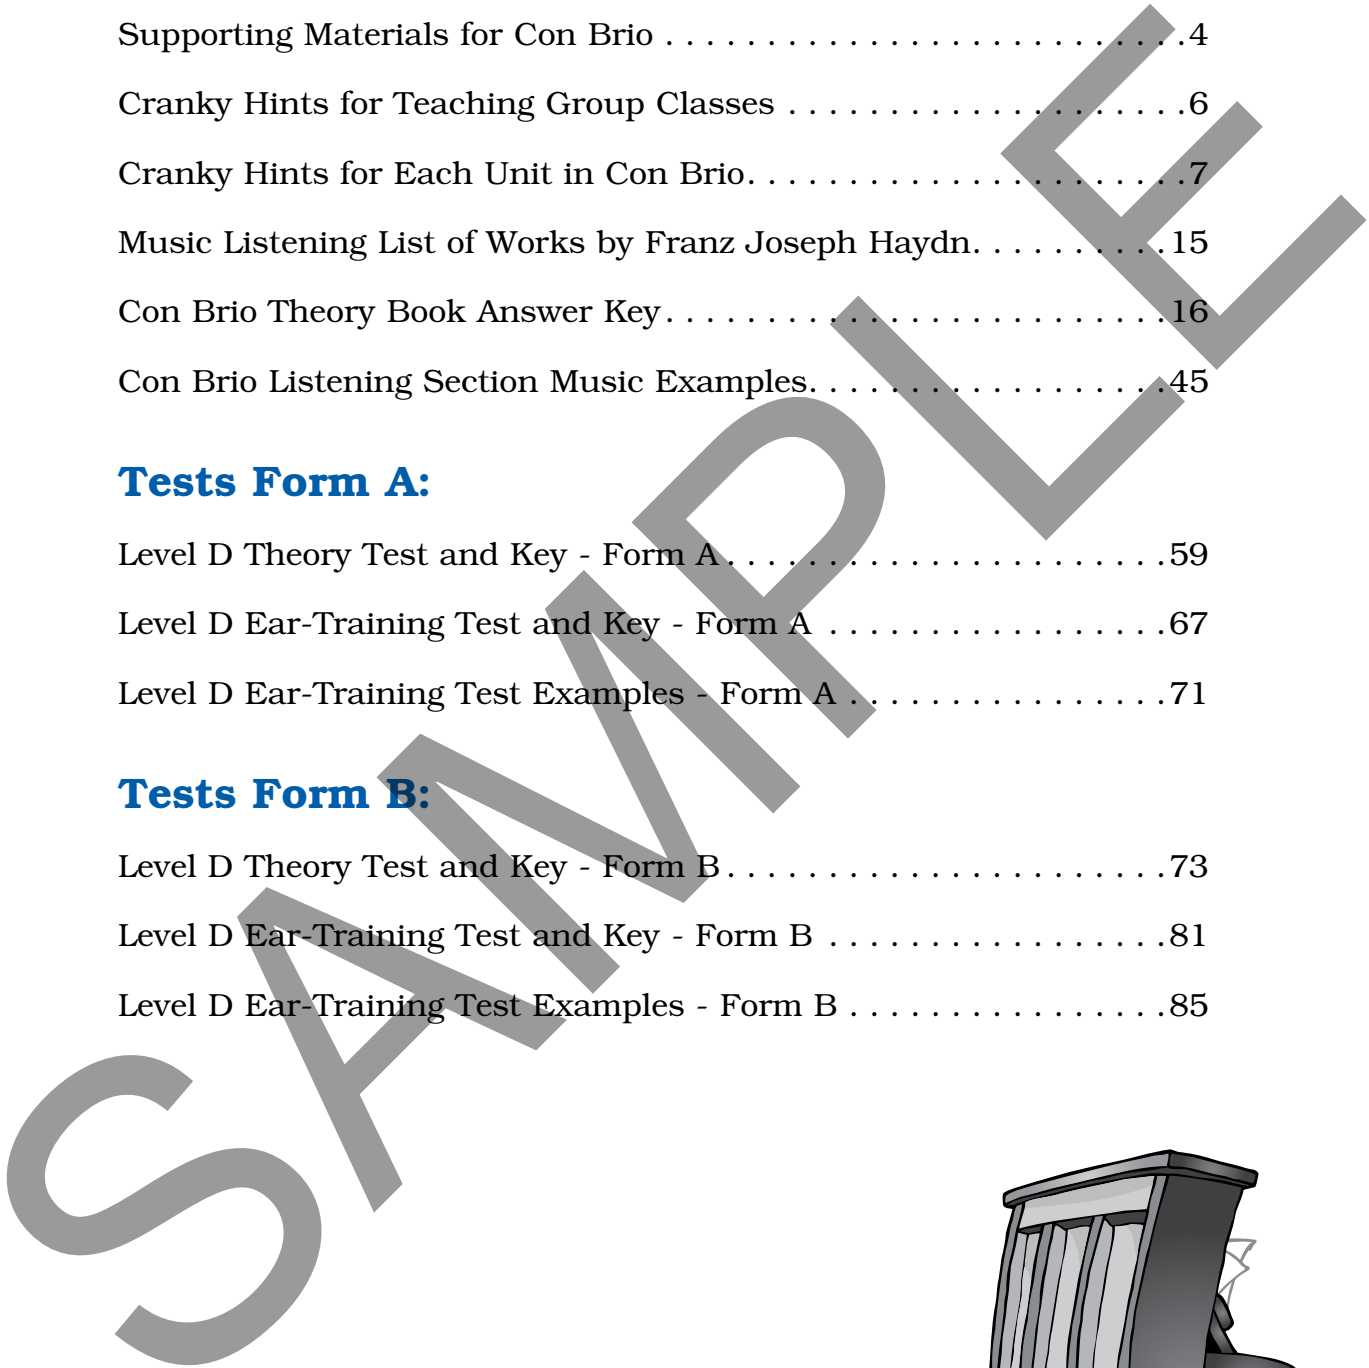 Supporting Materials for Con Brio . . . . . . . . . . . . . . . . . . . . . . . . . .4
Cranky Hints for Teaching Group Classes . . . . . . . . . . . . . . . . . . . .6
Cranky Hints for Each Unit in Con Brio. . . . . . . . . . . . . . . . . . . . . .7
Music Listening List of Works by Franz Joseph Haydn. . . . . . . . . .15
Con Brio Theory Book Answer Key. . . . . . . . . . . . . . . . . . . . . . . . .16
Con Brio Listening Section Music Examples. . . . . . . . . . . . . . . . . .45
Tests Form A:
Level D Theory Test and Key - Form A . . . . . . . . . . . . . . . . . . . . . .59
Level D Ear-Training Test and Key - Form A . . . . . . . . . . . . . . . . .67
Level D Ear-Training Test Examples - Form A . . . . . . . . . . . . . . . .71
Tests Form B:
Level D Theory Test and Key - Form B . . . . . . . . . . . . . . . . . . . . . .73
Level D Ear-Training Test and Key - Form B . . . . . . . . . . . . . . . . .81
Level D Ear-Training Test Examples - Form B . . . . . . . . . . . . . . . .85
SAMPLE